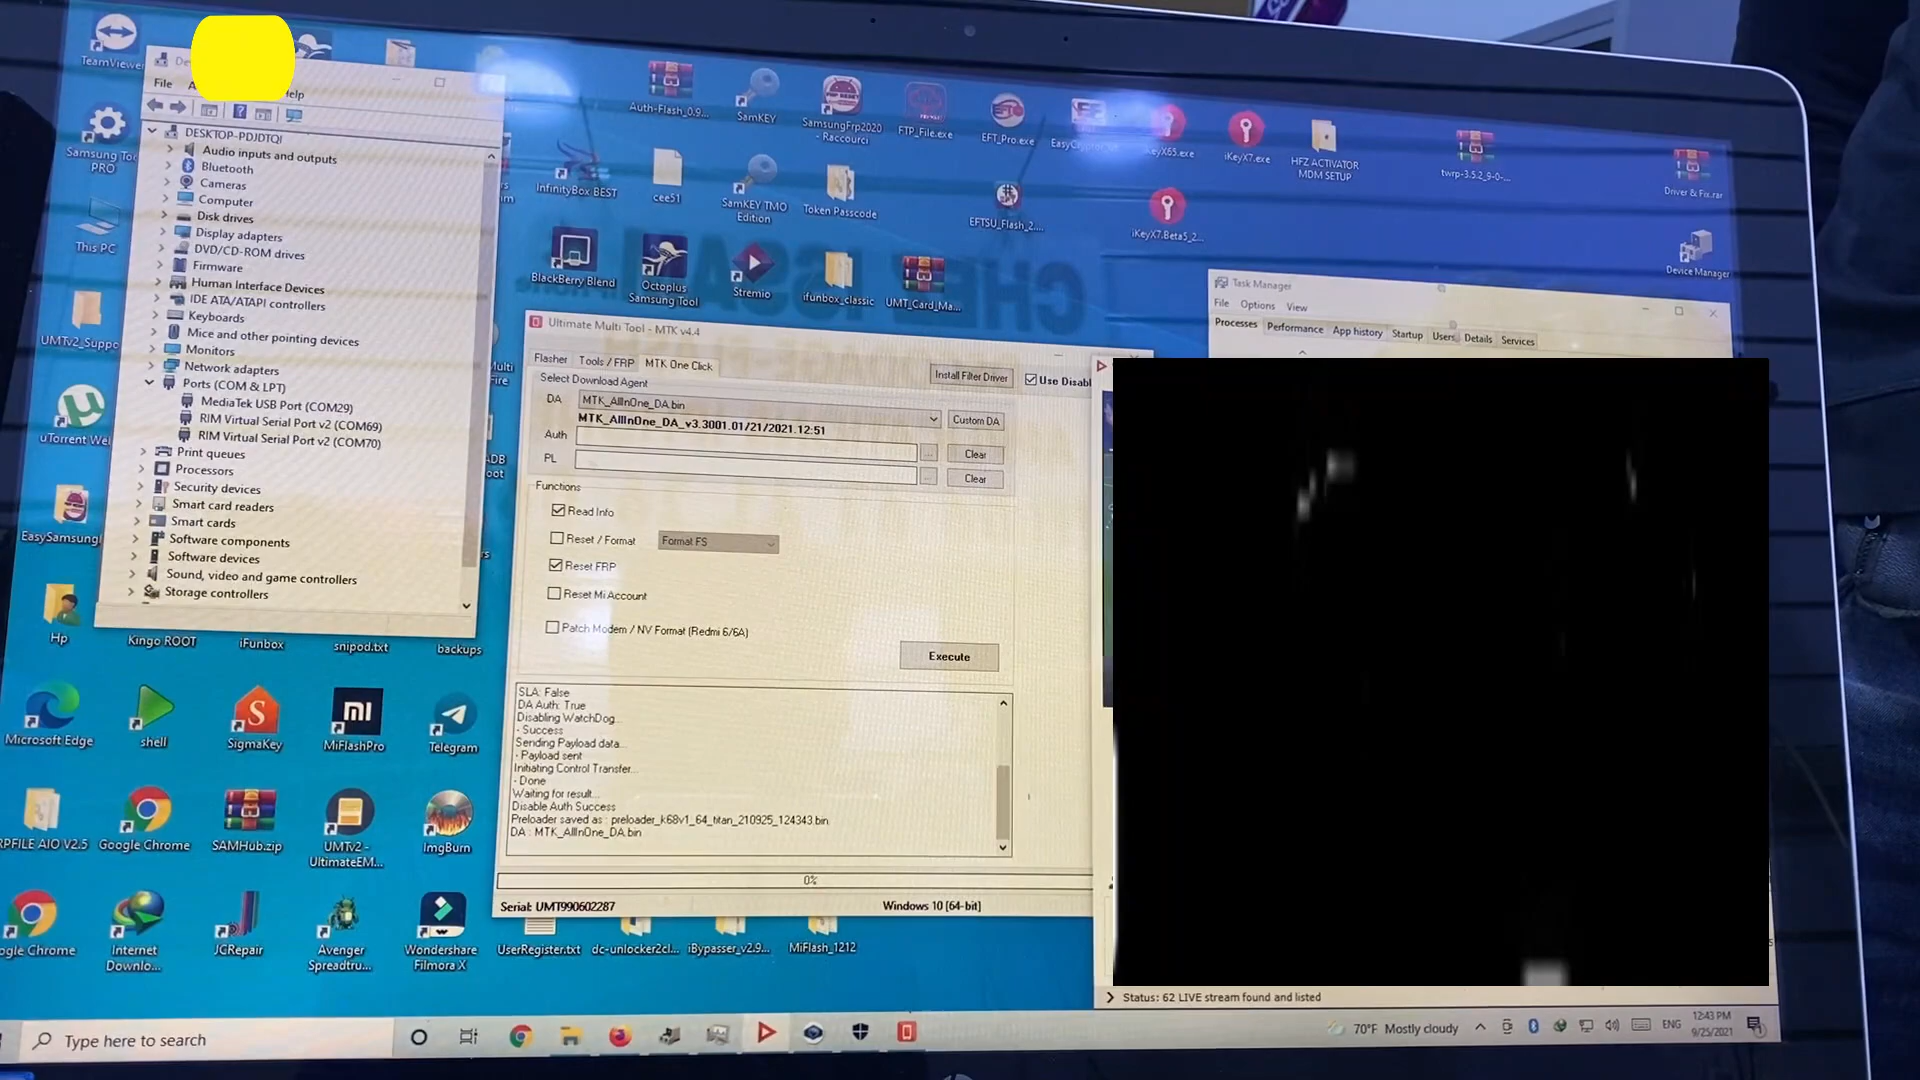 TeamViewer
File
Help
DESKTOP-PDJDTQI
Audio inputs and outputs
Bluetooth
Cameras
Computer
Disk drives
Display adapters
DVD/CD-ROM drives
Firmware
Human Interface Devices
IDE ATA/ATAPI controllers
Keyboards
Mice and other pointing devices
Monitors
Network adapters
Ports (COM & LPT)
MediaTek USB Port (COM29)
RIM Virtual Serial Port v2 (COM69)
RIM Virtual Serial Port v2 (COM70)
Print queues
Processors
Security devices
Smart card readers
Smart cards
Software components
Software devices
Sound, video and game controllers
Storage controllers
Samsung Too
PRO
This PC
UMTv2_Suppo
uTorrent Wel
EasySamsungl
Hp
Kingo ROOT
iFunbox
snipod.txt
backups
Microsoft Edge
shell
SigmaKey
MiFlashPro
Telegram
RPFILE AIO V2.5
Google Chrome
SAMHub.zip
UMTv2 -
UltimateEM...
ImgBurn
ogle Chrome
Internet
Downlo...
JCRepair
Avenger
Spreadtru...
Wondershare
Filmora X
UserRegister.txt
dc-unlocker2cl...
iBypasser_v2.9...
MiFlash_1212
Auth-Flash_0.9...
SamKEY
SamsungFrp2020
- Raccourci
FTP_File.exe
EFT_Pro.exe
iKeyX7.exe
HFZ ACTIVATOR
MDM SETUP
twrp-3.5.2_9-0-...
Driver & Fix.rar
InfinityBox BEST
cee51
SamKEY TMO
Edition
Token Passcode
EFTSU_Flash_2....
iKeyX7.Beta5_2...
Device Manager
BlackBerry Blend
Octoplus
Samsung Tool
Stremio
ifunbox_classic
UMT_Card_Ma...
Task Manager
File Options View
Processes Performance App history Startup Users Details Services
Ultimate Multi Tool - MTK v4.4
Flasher Tools / FRP MTK One Click
Install Filter Driver
Use Disabl
Select Download Agent
DA
MTK_AllInOne_DA.bin
Custom DA
MTK_AllInOne_DA_v3.3001.01/21/2021.12:51
Auth
... Clear
PL
... Clear
Functions
Read Info
Reset / Format
Format FS
Reset FRP
Reset Mi Account
Patch Modem / NV Format (Redmi 6/6A)
Execute
SLA: False
DA Auth: True
Disabling WatchDog...
- Success
Sending Payload data...
- Payload sent
Initiating Control Transfer...
- Done
Waiting for result...
Disable Auth Success
Preloader saved as : preloader_k68v1_64_titan_210925_124343.bin
DA : MTK_AllInOne_DA.bin
0%
Serial: UMT990602287
Windows 10 [64-bit]
Status: 62 LIVE stream found and listed
Type here to search
70°F Mostly cloudy
ENG
12:43 PM
9/25/2021